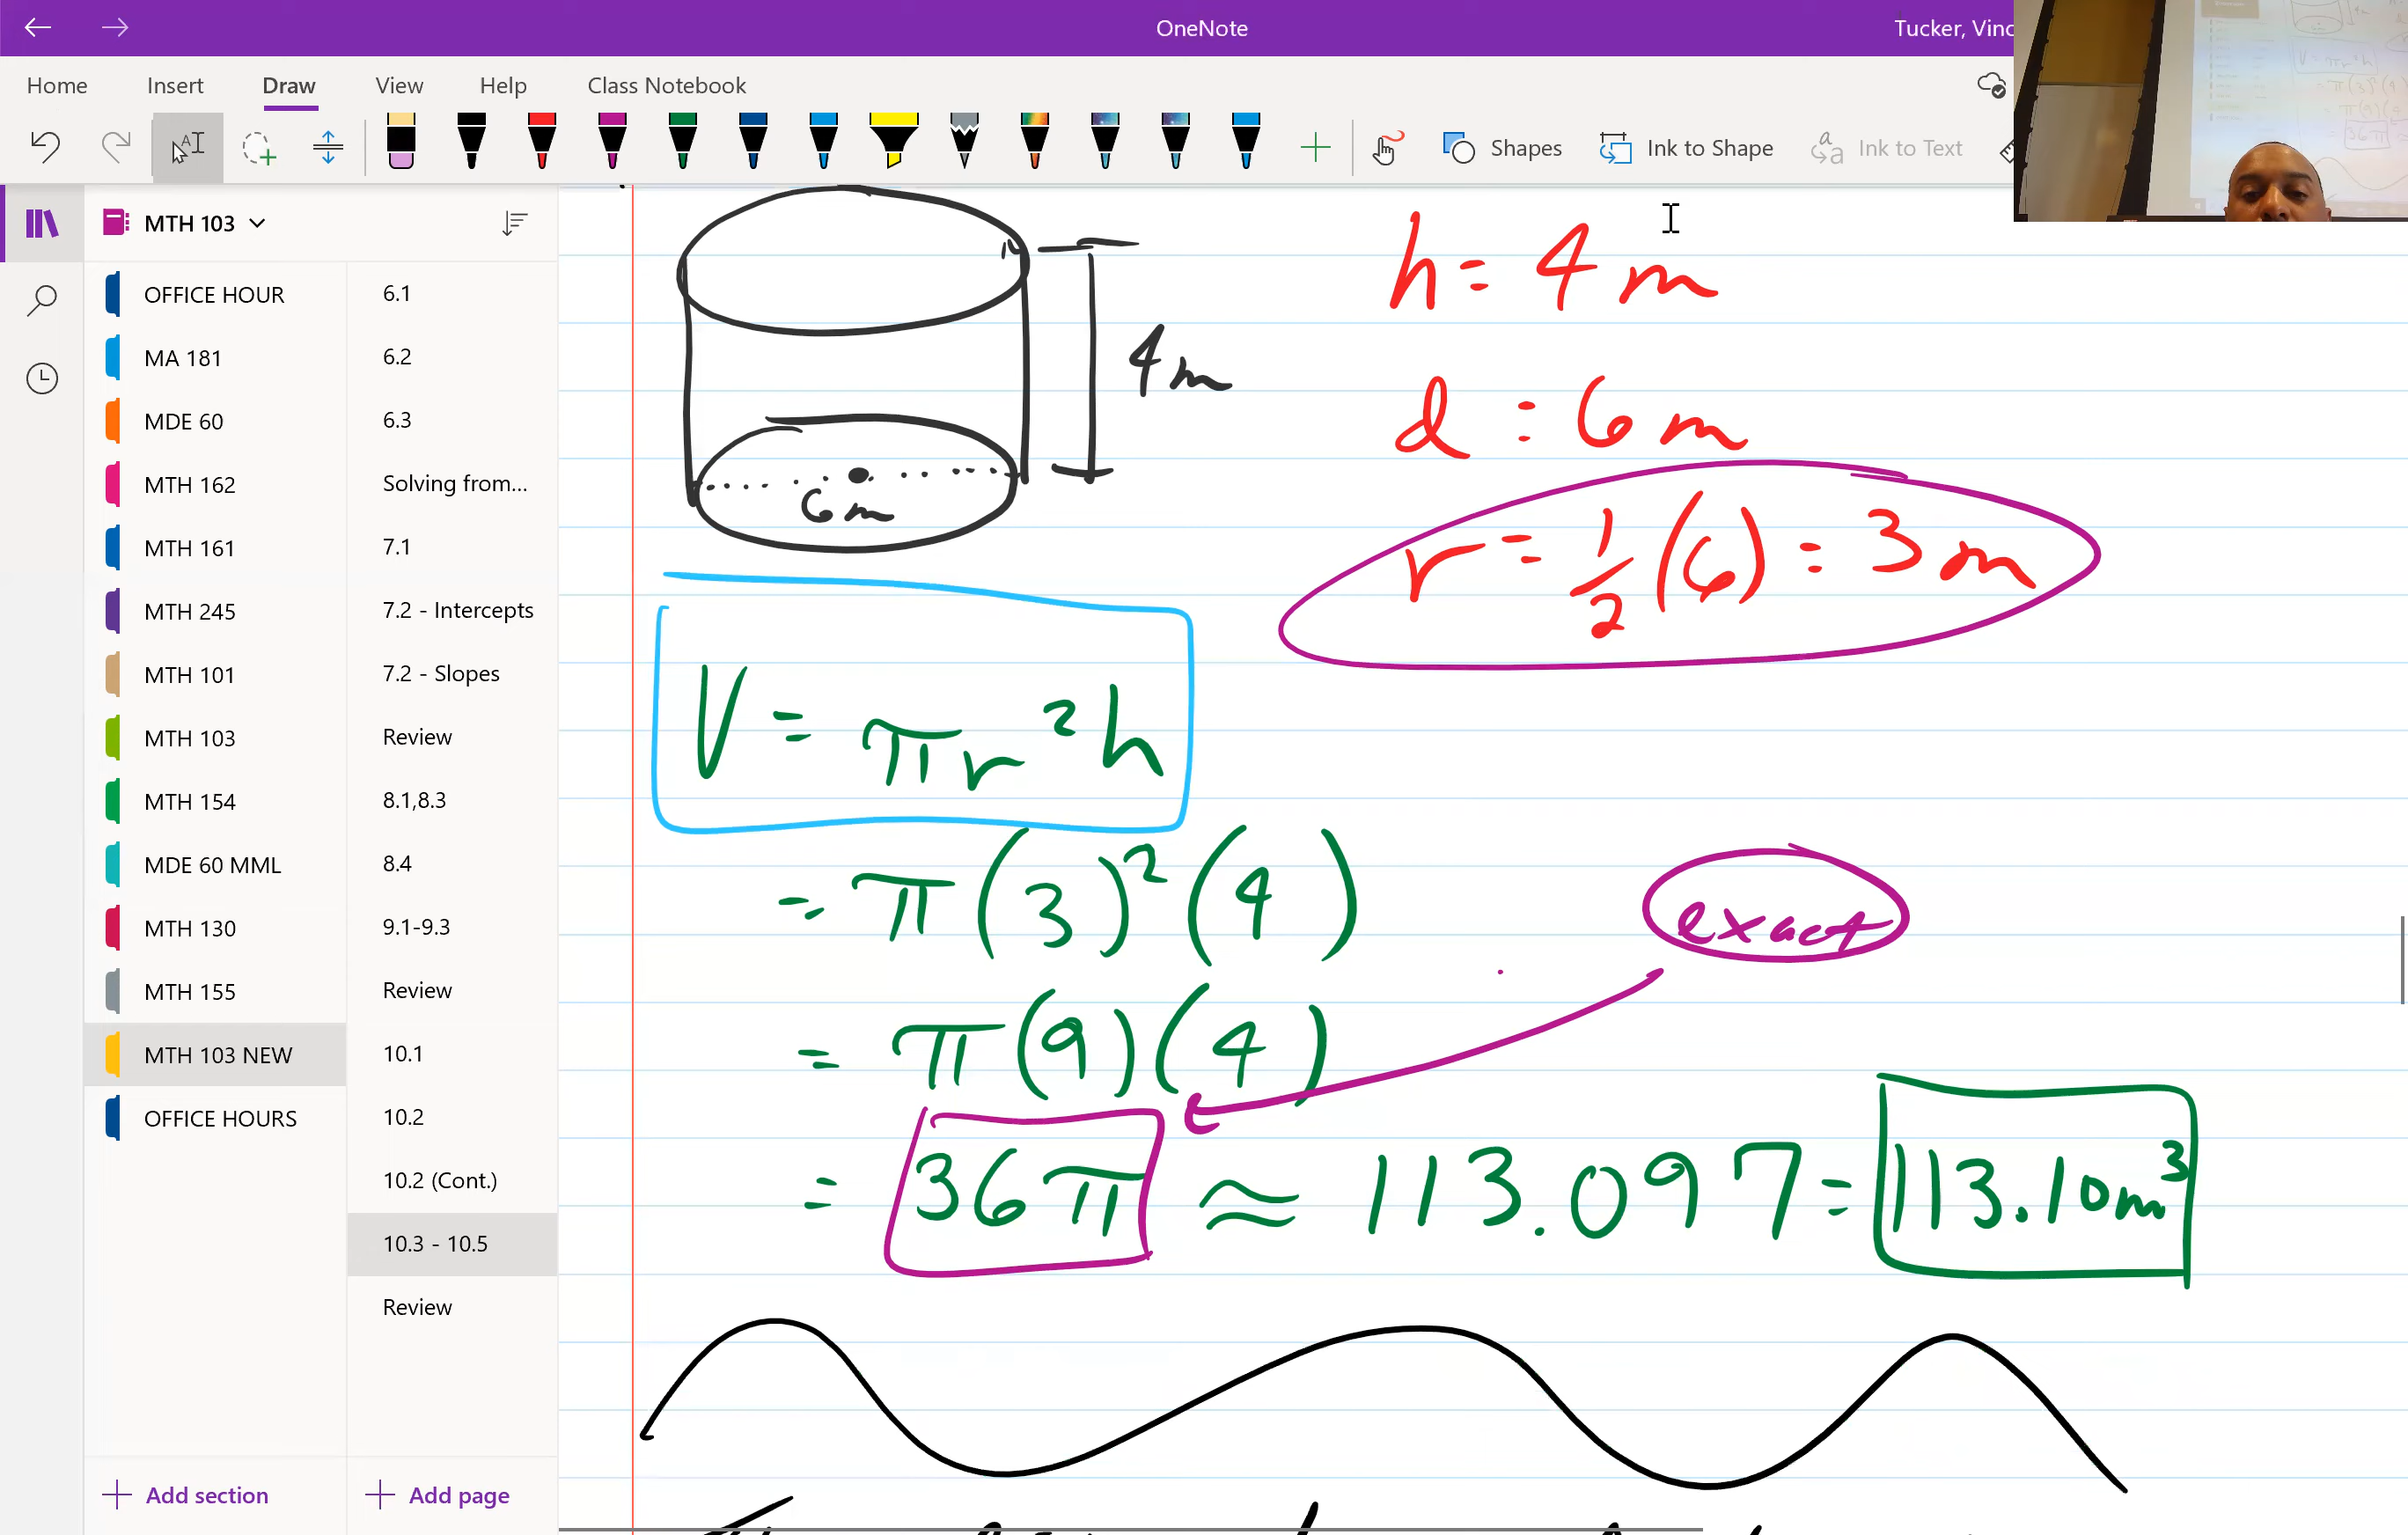 OneNote
Tucker, Vinc
Home Insert Draw View Help Class Notebook
Shapes Ink to Shape Ink to Text
MTH 103
OFFICE HOUR
MA 181
MDE 60
MTH 162
MTH 161
MTH 245
MTH 101
MTH 103
MTH 154
MDE 60 MML
MTH 130
MTH 155
MTH 103 NEW
OFFICE HOURS
Add section
6.1
6.2
6.3
Solving from...
7.1
7.2 - Intercepts
7.2 - Slopes
Review
8.1,8.3
8.4
9.1-9.3
Review
10.1
10.2
10.2 (Cont.)
10.3 - 10.5
Review
Add page
4m
6m
h = 4 m
d = 6 m
r = 1/2 (6) = 3 m
V = πr²h
= π(3)²(4)
exact
= π(9)(4)
= 36π ≈ 113.097 = 113.10m³